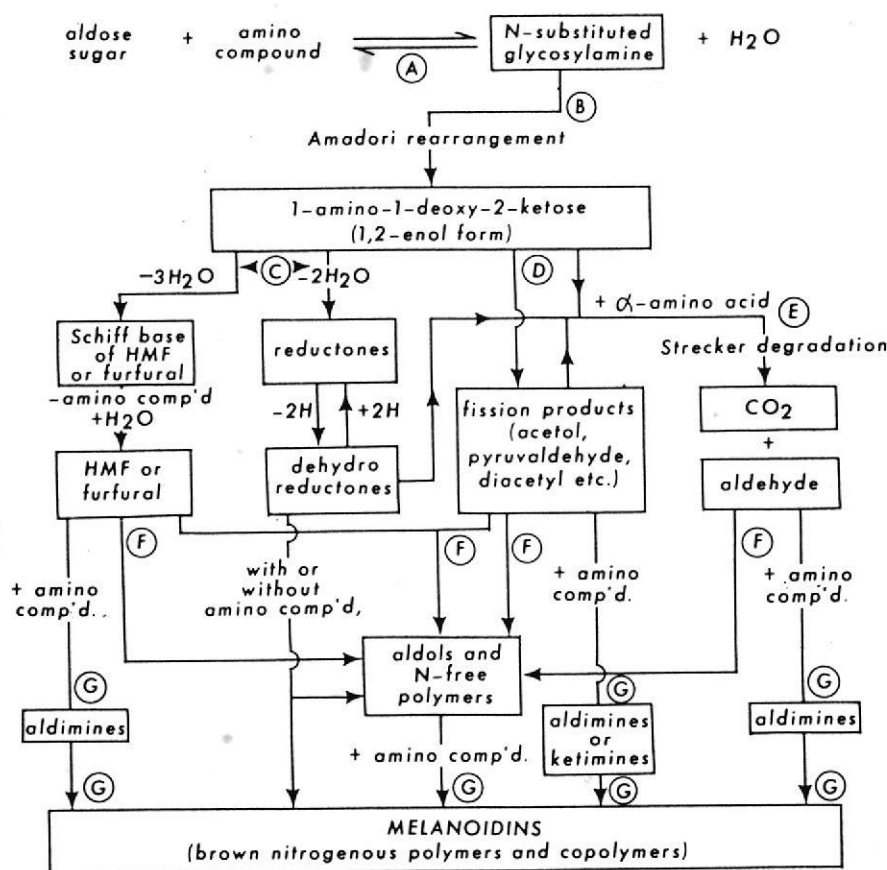 aldose sugar + amino compound
N-substituted glycosylamine + H2O
A
B
Amadori rearrangement
1-amino-1-deoxy-2-ketose
(1,2-enol form)
-3H2O
C
-2H2O
D
+ α-amino acid
E
Strecker degradation
Schiff base
of HMF
or furfural
reductones
-amino comp'd
+H2O
-2H
+2H
fission products
(acetol,
pyruvaldehyde,
diacetyl etc.)
CO2
+
aldehyde
HMF or
furfural
dehydro
reductones
F
F
F
F
+ amino
comp'd..
with or
without
amino comp'd,
+ amino
comp'd.
+ amino
comp'd.
aldols and
N-free
polymers
G
G
G
aldimines
aldimines
or
ketimines
aldimines
+ amino comp'd.
G
G
G
G
MELANOIDINS
(brown nitrogenous polymers and copolymers)